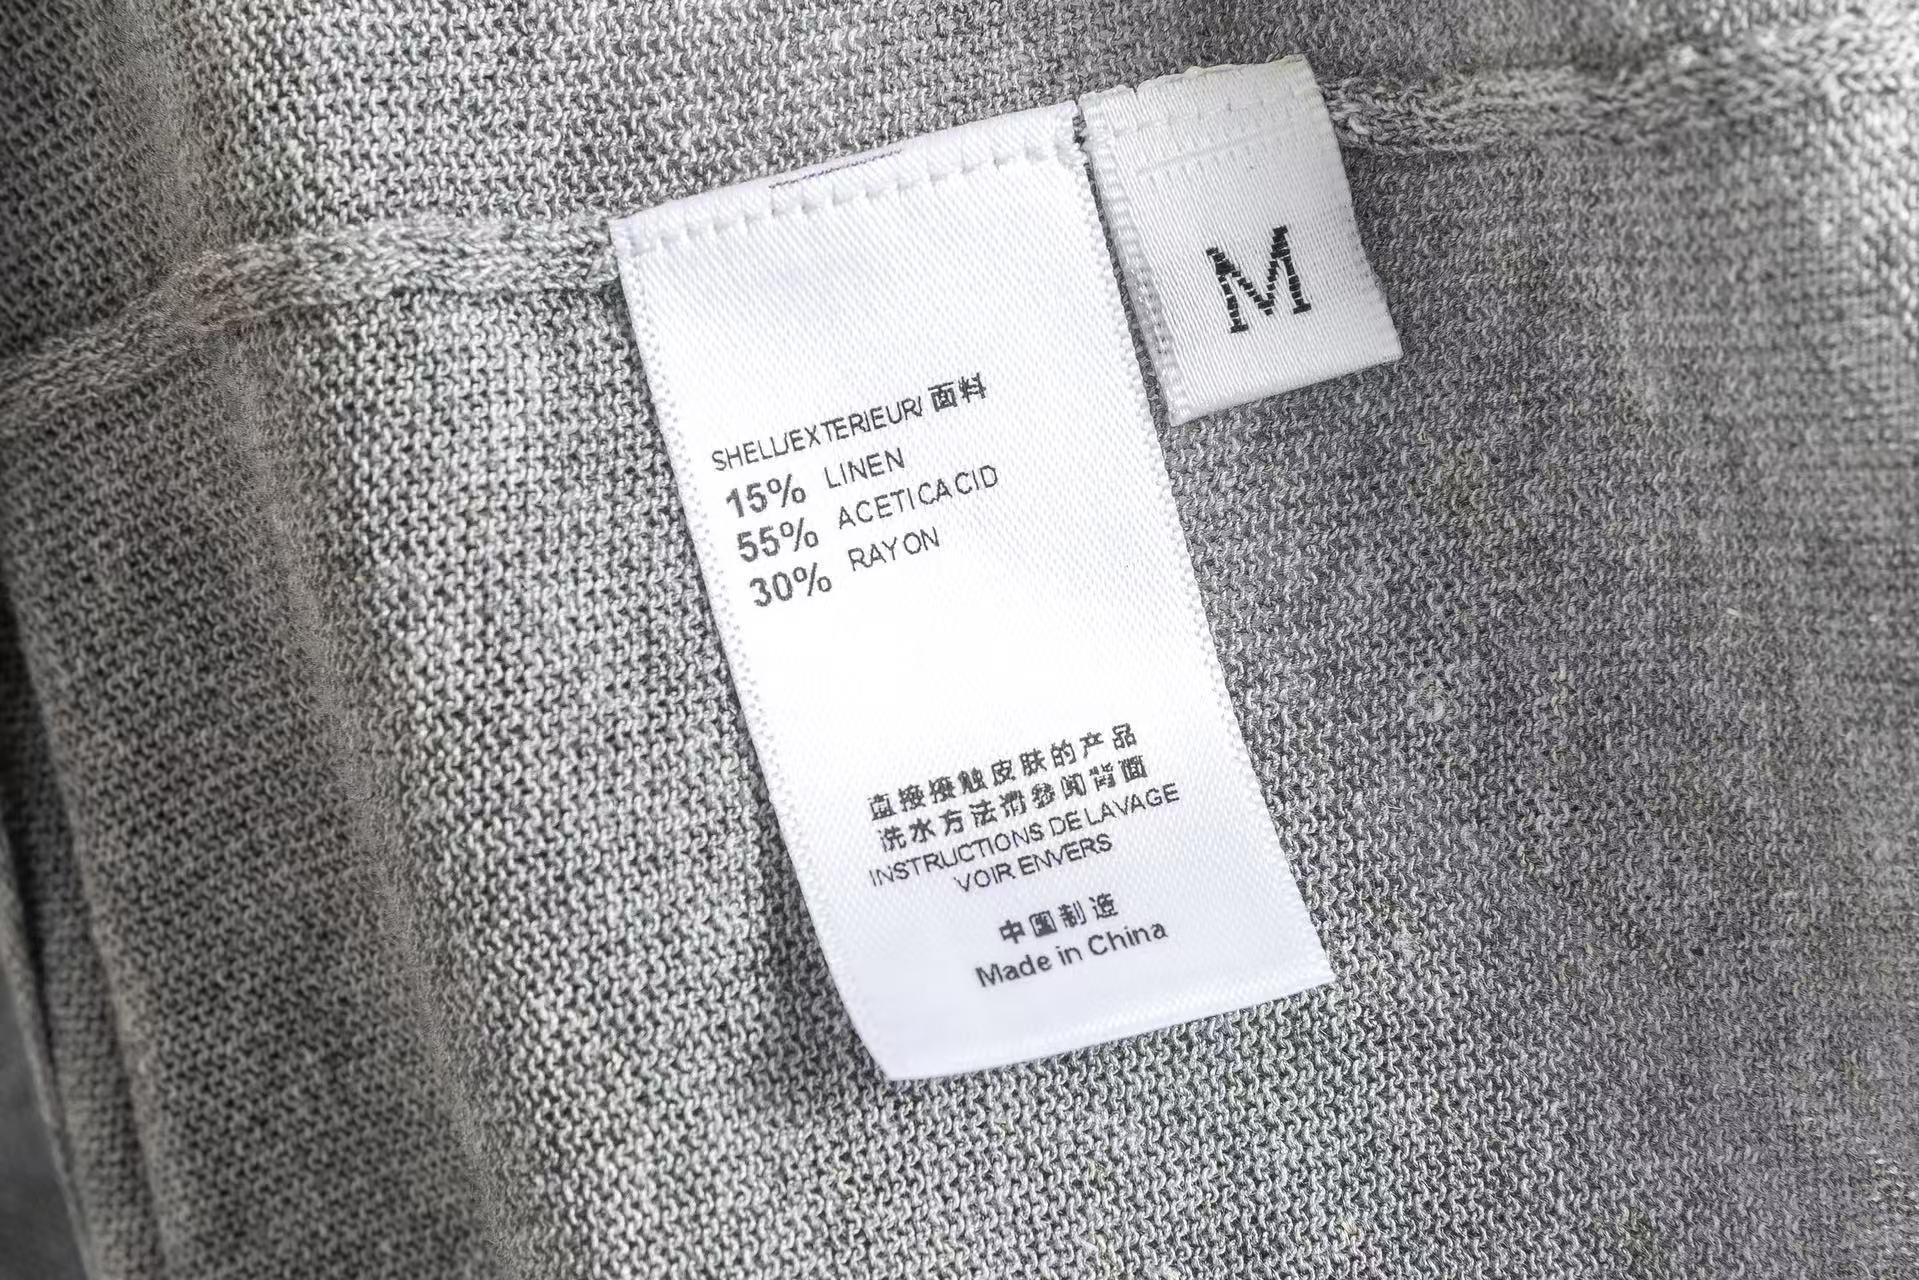 SHELL/EXTERIEUR/ 面料
15% LINEN
55% ACETICACID
30% RAYON
直接接触皮肤的产品
洗水方法请参阅背面
INSTRUCTIONS DE LAVAGE
VOIR ENVERS
中国制造
Made in China
M